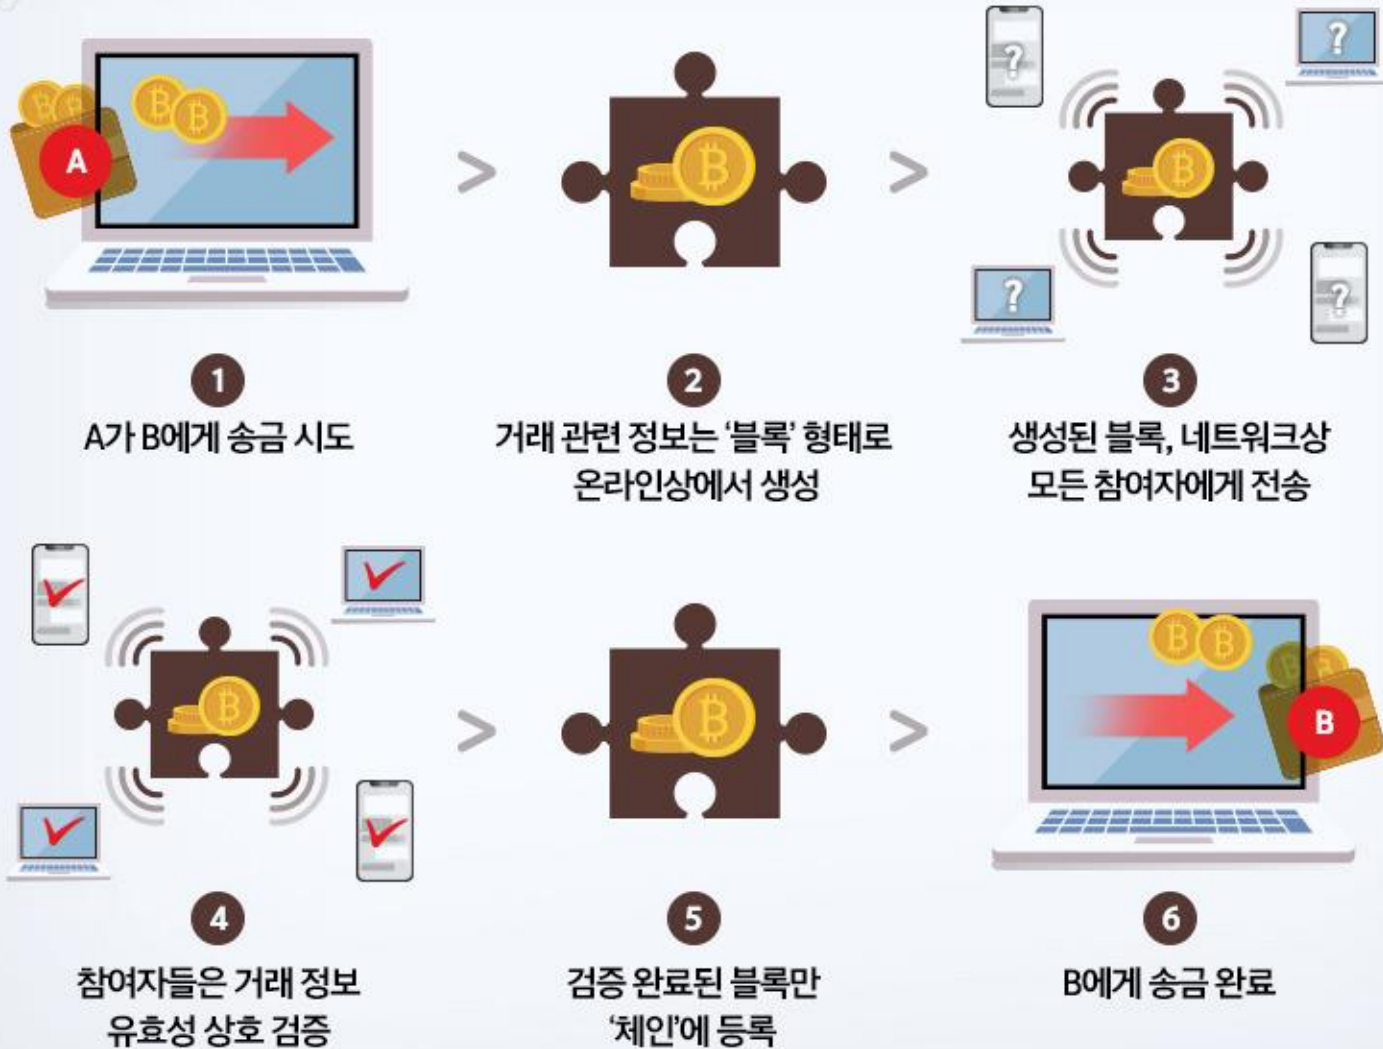 A
1
A가 B에게 송금 시도
2
거래 관련 정보는 ‘블록’ 형태로
온라인상에서 생성
?
?
?
?
3
생성된 블록, 네트워크상
모든 참여자에게 전송
4
참여자들은 거래 정보
유효성 상호 검증
5
검증 완료된 블록만
‘체인’에 등록
B
6
B에게 송금 완료